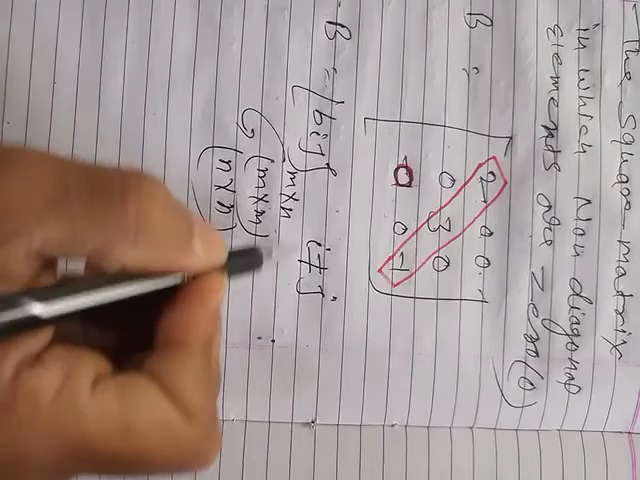 - The square-matrix
in which Non diagonal
elements are zero(0)
B =
2 0 0
0 3 0
0 0 -1
B = [bij] m×n i≠j
(m×n)
(n×n)